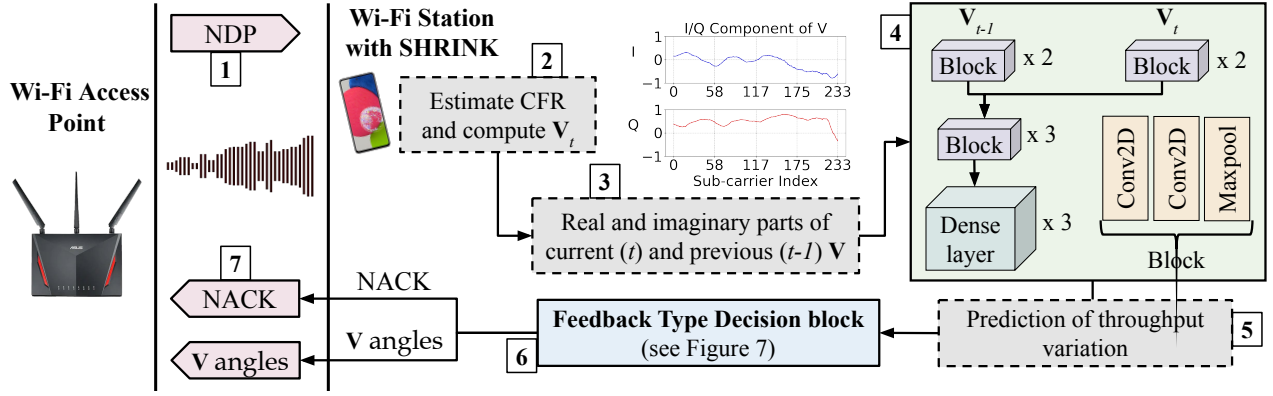 Wi-Fi Access
Point
NDP
1
Wi-Fi Station
with SHRINK
2
Estimate CFR
and compute V_t
I/Q Component of V
I
1
0
−1
0 58 117 175 233
Q
1
0
−1
0 58 117 175 233
Sub-carrier Index
3
Real and imaginary parts of
current (t) and previous (t-1) V
4
V_{t-1}
V_t
Block
x 2
Block
x 2
Block
x 3
Dense
layer
x 3
Conv2D
Conv2D
Maxpool
Block
5
Prediction of throughput
variation
6
Feedback Type Decision block
(see Figure 7)
NACK
V angles
7
NACK
V angles